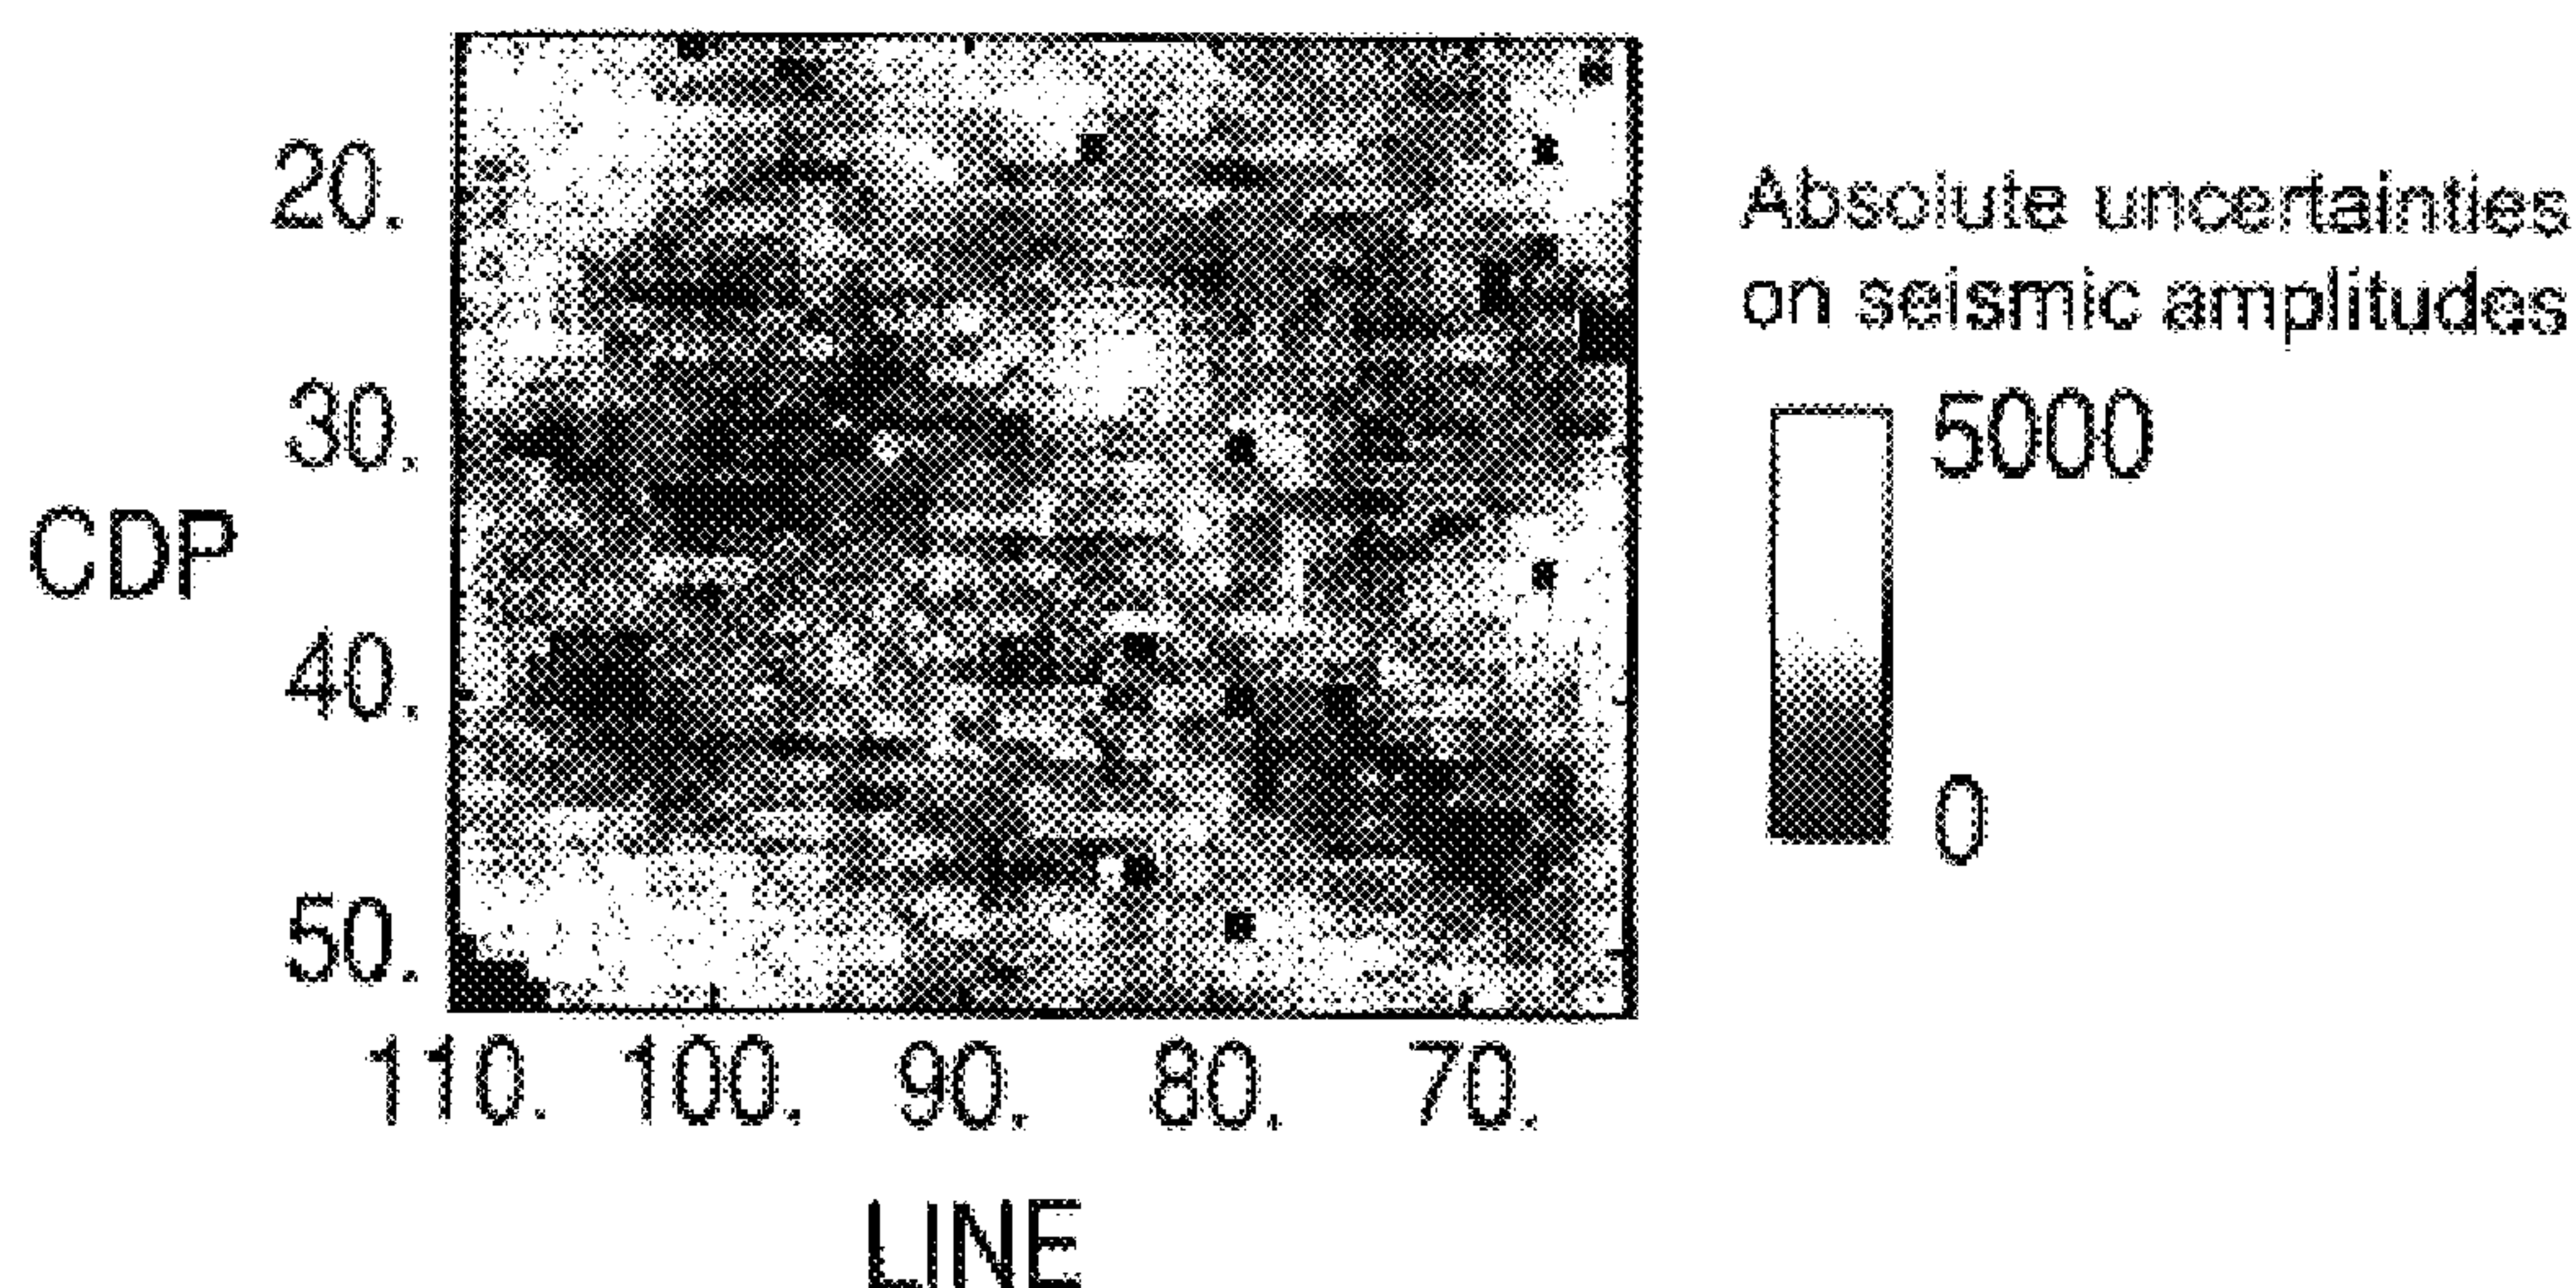 20.
30.
CDP
40.
50.
110. 100. 90. 80. 70.
LINE
Absolute uncertainties
on seismic amplitudes
5000
0